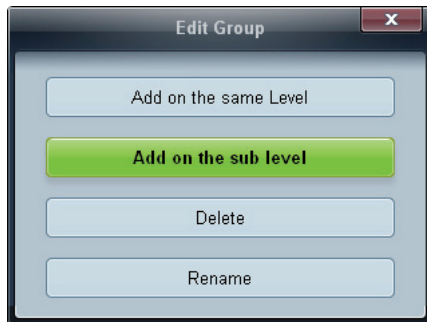 Edit Group
x
Add on the same Level
Add on the sub level
Delete
Rename